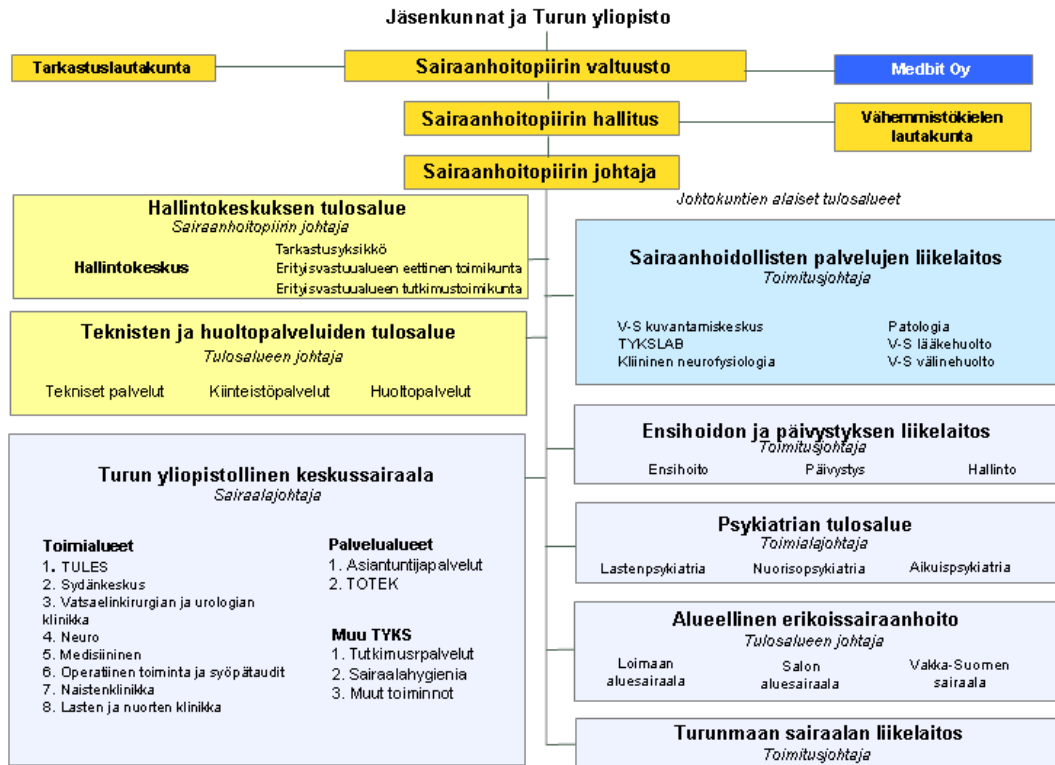 Jäsenkunnat ja Turun yliopisto
Tarkastuslautakunta
Sairaanhoitopiirin valtuusto
Medbit Oy
Sairaanhoitopiirin hallitus
Vähemmistökielen
lautakunta
Sairaanhoitopiirin johtaja
Johtokuntien alaiset tulosalueet
Hallintokeskuksen tulosalue
Sairaanhoitopiirin johtaja
Hallintokeskus
Tarkastusyksikkö
Erityisvastuualueen eettinen toimikunta
Erityisvastuualueen tutkimustoimikunta
Teknisten ja huoltopalveluiden tulosalue
Tulosalueen johtaja
Tekniset palvelut Kiinteistöpalvelut Huoltopalvelut
Turun yliopistollinen keskussairaala
Sairaalajohtaja
Toimialueet
1. TULES
2. Sydänkeskus
3. Vatsaelinkirurgian ja urologian
klinikka
4. Neuro
5. Medisiininen
6. Operatiinen toiminta ja syöpätaudit
7. Naistenklinikka
8. Lasten ja nuorten klinikka
Palvelualueet
1. Asiantuntijapalvelut
2. TOTEK
Muu TYKS
1. Tutkimusrpalvelut
2. Sairaalahygienia
3. Muut toiminnot
Sairaanhoidollisten palvelujen liikelaitos
Toimitusjohtaja
V-S kuvantamiskeskus
TYKSLAB
Kliininen neurofysiologia
Patologia
V-S lääkehuolto
V-S välinehuolto
Ensihoidon ja päivystyksen liikelaitos
Toimitusjohtaja
Ensihoito Päivystys Hallinto
Psykiatrian tulosalue
Toimialajohtaja
Lastenpsykiatria Nuorisopsykiatria Aikuispsykiatria
Alueellinen erikoissairaanhoito
Tulosalueen johtaja
Loimaan
aluesairaala
Salon
aluesairaala
Vakka-Suomen
sairaala
Turunmaan sairaalan liikelaitos
Toimitusjohtaja